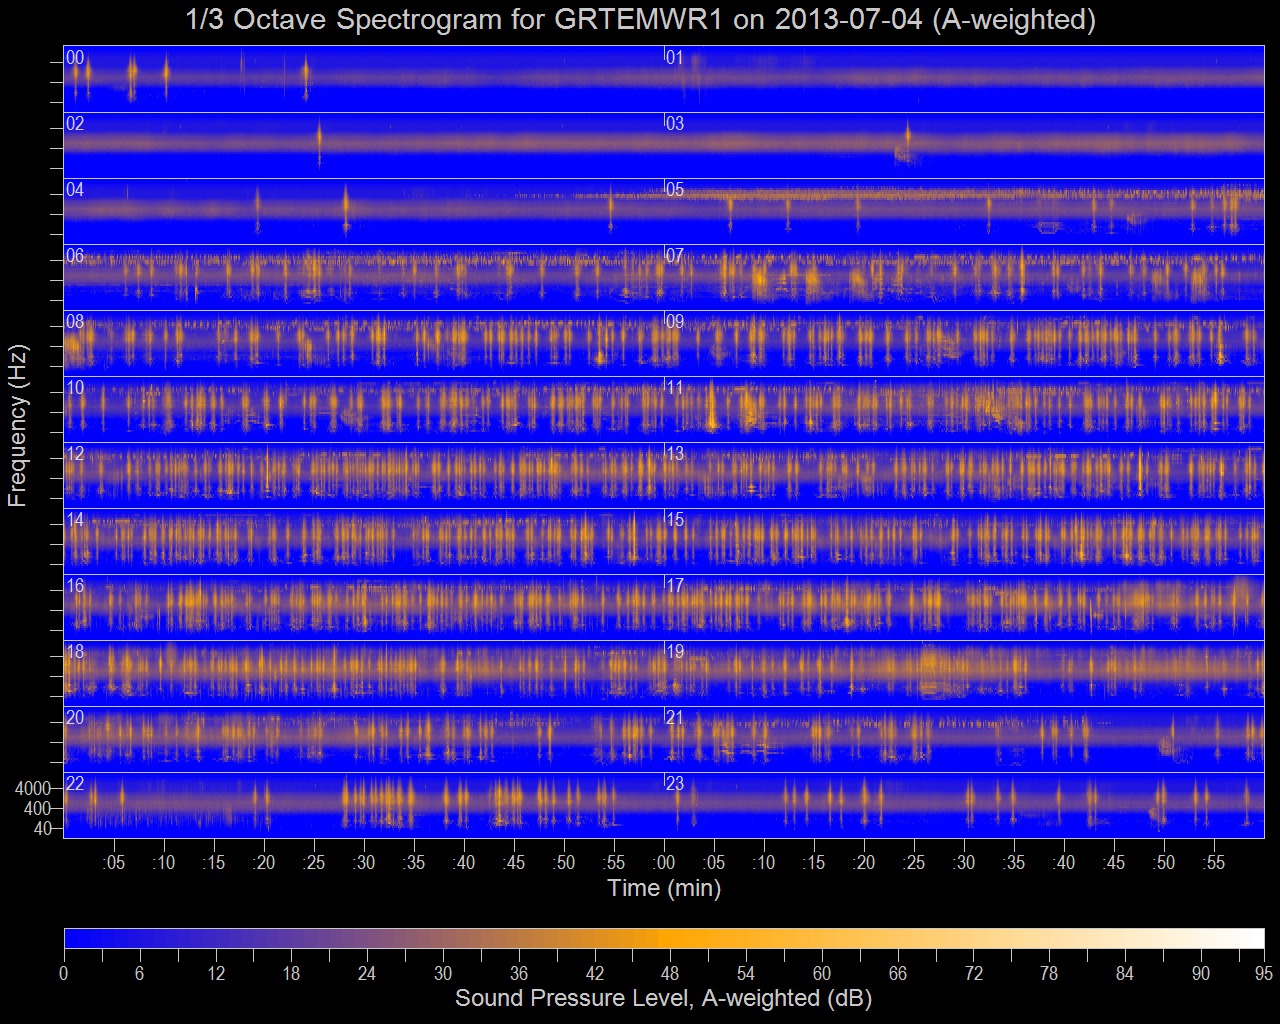 1/3 Octave Spectrogram for GRTEMWR1 on 2013-07-04 (A-weighted)
00 01
02 03
04 05
06 07
08 09
10 11
12 13
14 15
16 17
18 19
20 21
22 23
Frequency (Hz)
4000
400
40
:05 :10 :15 :20 :25 :30 :35 :40 :45 :50 :55 :00 :05 :10 :15 :20 :25 :30 :35 :40 :45 :50 :55
Time (min)
0 6 12 18 24 30 36 42 48 54 60 66 72 78 84 90 95
Sound Pressure Level, A-weighted (dB)